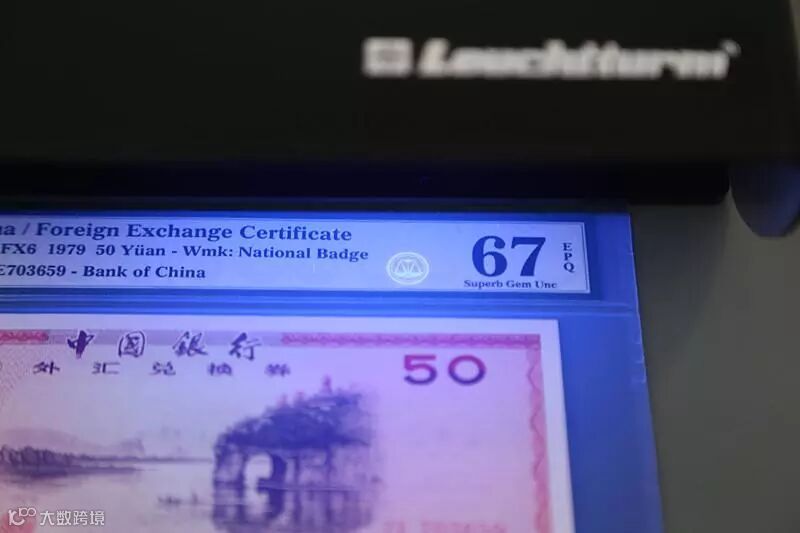 Leuchtturm
/ Foreign Exchange Certificate
FX6 1979 50 Yüan - Wmk: National Badge
E703659 - Bank of China
67
EPQ
Superb Gem Unc
中国银行
外汇兑换券
50
大数跨境